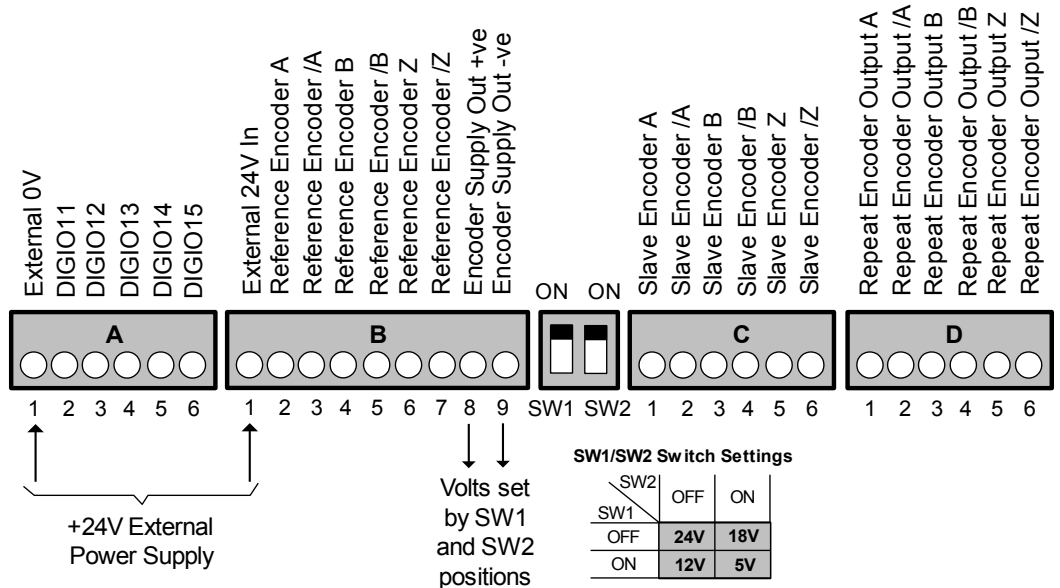 External 0V
DIGIO11
DIGIO12
DIGIO13
DIGIO14
DIGIO15
External 24V In
Reference Encoder A
Reference Encoder /A
Reference Encoder B
Reference Encoder /B
Reference Encoder Z
Reference Encoder /Z
Encoder Supply Out +ve
Encoder Supply Out -ve
Slave Encoder A
Slave Encoder /A
Slave Encoder B
Slave Encoder /B
Slave Encoder Z
Slave Encoder /Z
Repeat Encoder Output A
Repeat Encoder Output /A
Repeat Encoder Output B
Repeat Encoder Output /B
Repeat Encoder Output Z
Repeat Encoder Ouput /Z
ON ON
A B C D
1 2 3 4 5 6 1 2 3 4 5 6 7 8 9 SW1 SW2 1 2 3 4 5 6 1 2 3 4 5 6
+24V External
Power Supply
Volts set
by SW1
and SW2
positions
SW1/SW2 Switch Settings
SW2 OFF ON
SW1
OFF 24V 18V
ON 12V 5V